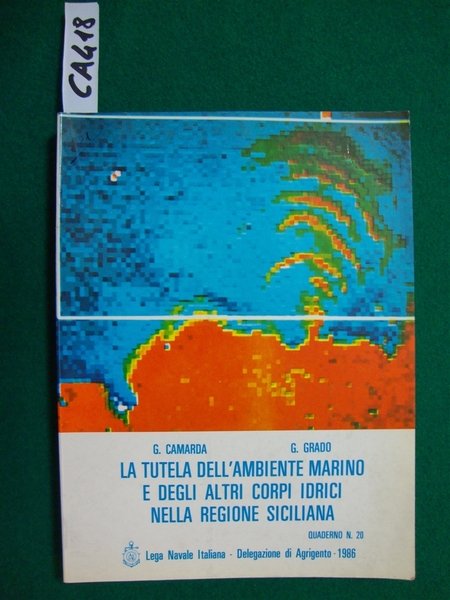 CA418
G. CAMARDA G. GRADO
LA TUTELA DELL'AMBIENTE MARINO
E DEGLI ALTRI CORPI IDRICI
NELLA REGIONE SICILIANA
QUADERNO N. 20
Lega Navale Italiana - Delegazione di Agrigento - 1986